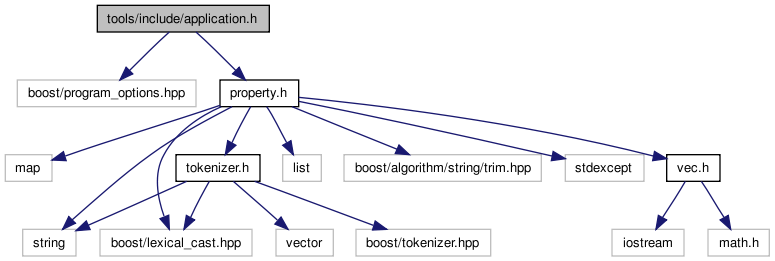 tools/include/application.h
boost/program_options.hpp
property.h
map
tokenizer.h
list
boost/algorithm/string/trim.hpp
stdexcept
vec.h
string
boost/lexical_cast.hpp
vector
boost/tokenizer.hpp
iostream
math.h